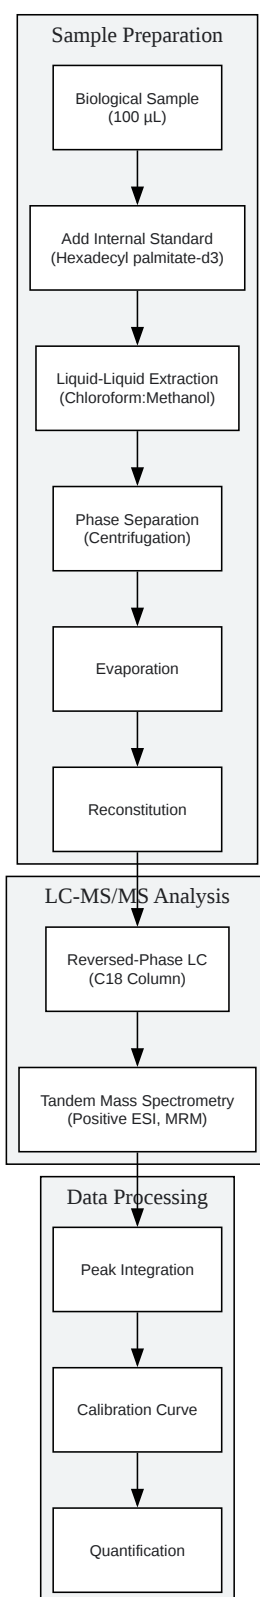 Sample Preparation
Biological Sample
(100 µL)
Add Internal Standard
(Hexadecyl palmitate-d3)
Liquid-Liquid Extraction
(Chloroform:Methanol)
Phase Separation
(Centrifugation)
Evaporation
Reconstitution
LC-MS/MS Analysis
Reversed-Phase LC
(C18 Column)
Tandem Mass Spectrometry
(Positive ESI, MRM)
Data Processing
Peak Integration
Calibration Curve
Quantification